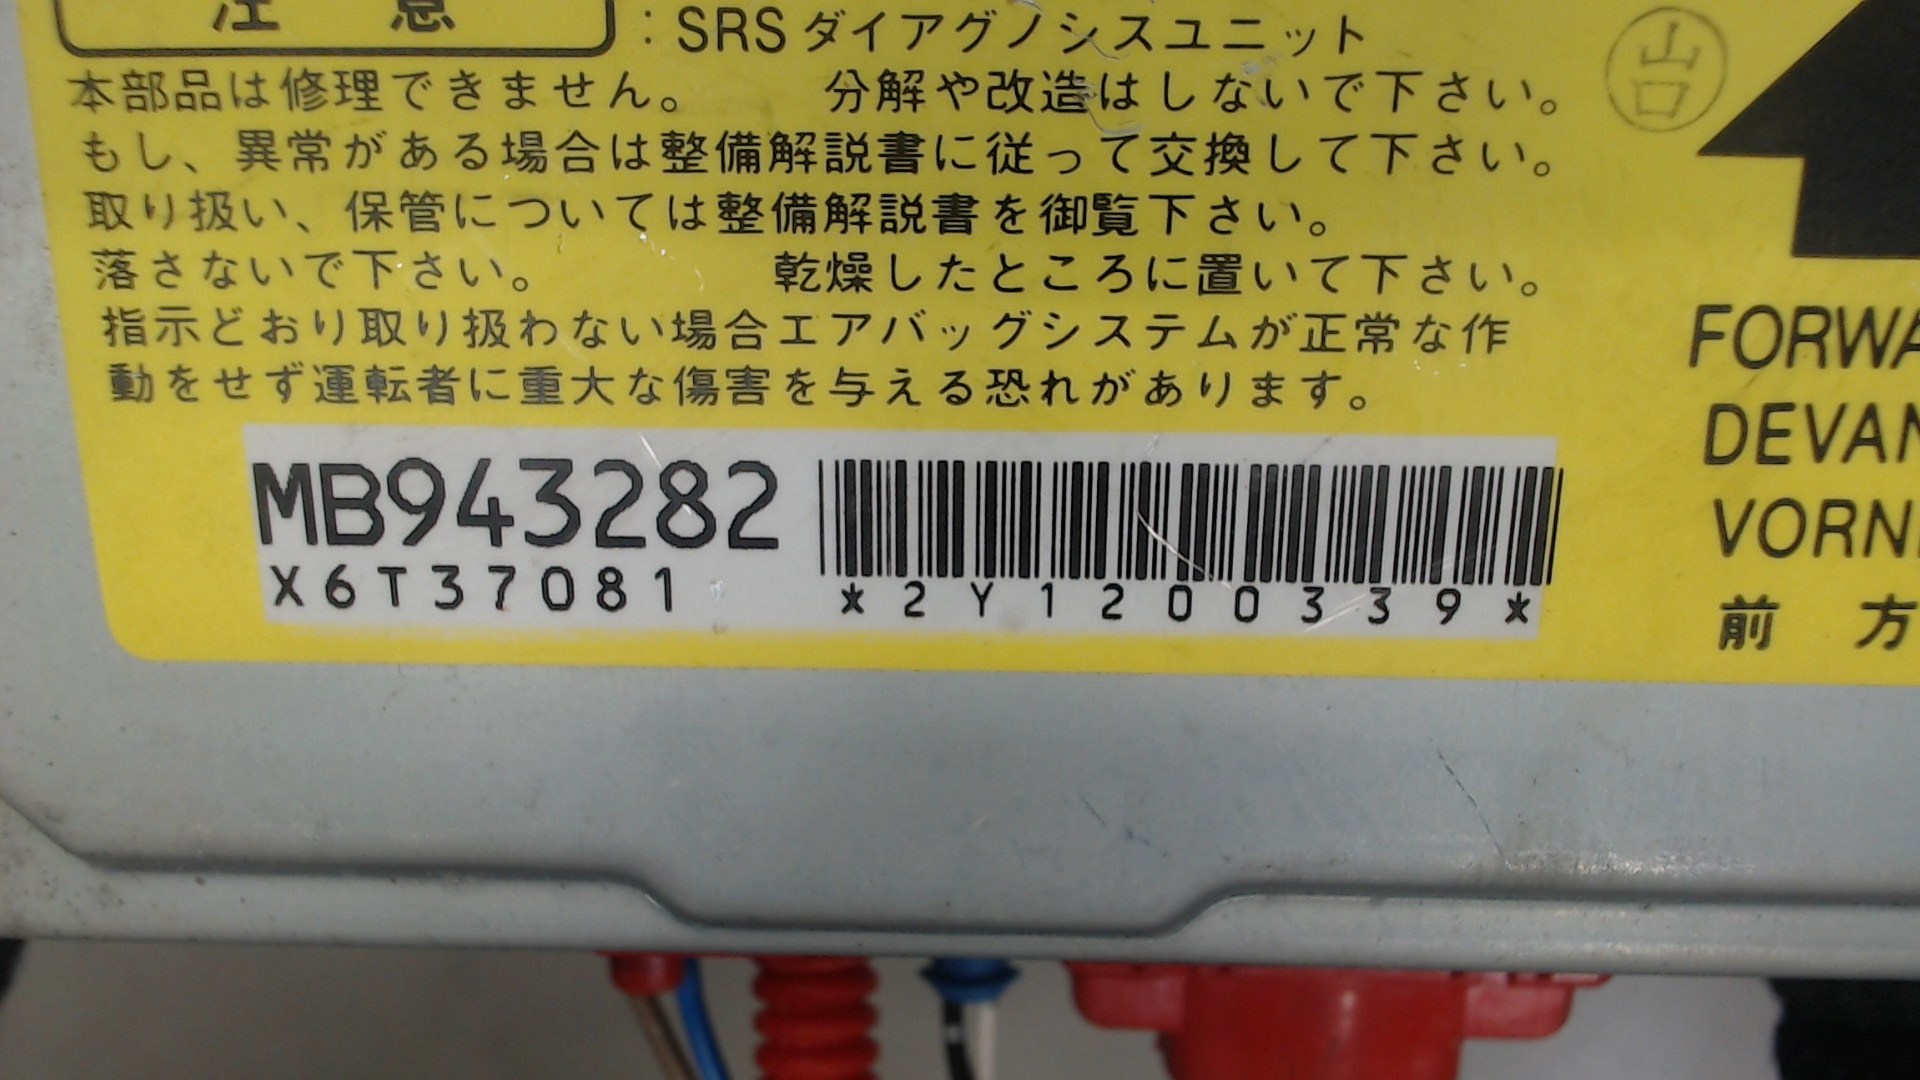 注 意
: SRSダイアグノシスユニット
本部品は修理できません。 分解や改造はしないで下さい。
もし、異常がある場合は整備解説書に従って交換して下さい。
取り扱い、保管については整備解説書を御覧下さい。
落さないで下さい。 乾燥したところに置いて下さい。
指示どおり取り扱わない場合エアバッグシステムが正常な作
動をせず運転者に重大な傷害を与える恐れがあります。
山口
MB943282
X6T37081
*2Y1200339*
FORWA
DEVAN
VORN
前 方